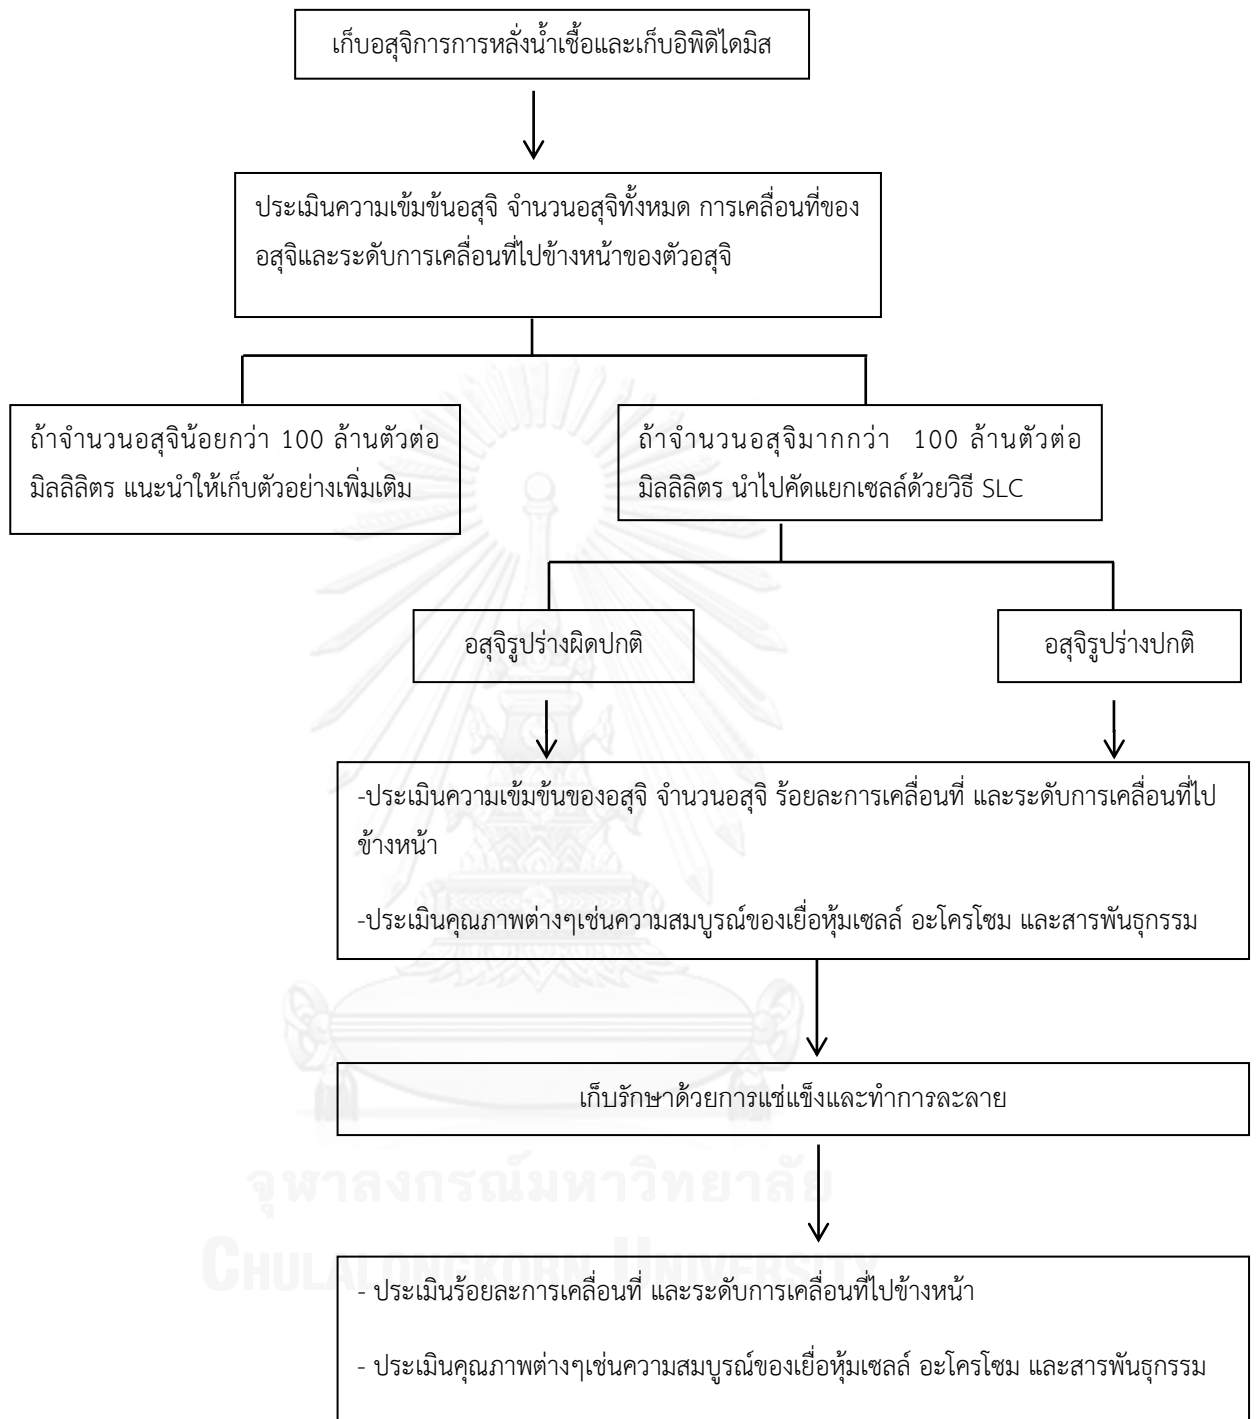 เก็บอสุจิการการหลั่งน้ำเชื้อและเก็บอิพิดิไดมิส
ประเมินความเข้มข้นอสุจิ จำนวนอสุจิทั้งหมด การเคลื่อนที่ของ
อสุจิและระดับการเคลื่อนที่ไปข้างหน้าของตัวอสุจิ
ถ้าจำนวนอสุจิน้อยกว่า 100 ล้านตัวต่อ
มิลลิลิตร แนะนำให้เก็บตัวอย่างเพิ่มเติม
ถ้าจำนวนอสุจิมากกว่า 100 ล้านตัวต่อ
มิลลิลิตร นำไปคัดแยกเซลล์ด้วยวิธี SLC
อสุจิรูปร่างผิดปกติ
อสุจิรูปร่างปกติ
-ประเมินความเข้มข้นของอสุจิ จำนวนอสุจิ ร้อยละการเคลื่อนที่ และระดับการเคลื่อนที่ไป
ข้างหน้า
-ประเมินคุณภาพต่างๆเช่นความสมบูรณ์ของเยื่อหุ้มเซลล์ อะโครโซม และสารพันธุกรรม
เก็บรักษาด้วยการแช่แข็งและทำการละลาย
จุฬาลงกรณ์มหาวิทยาลัย
CHULALONGKORN UNIVERSITY
- ประเมินร้อยละการเคลื่อนที่ และระดับการเคลื่อนที่ไปข้างหน้า
- ประเมินคุณภาพต่างๆเช่นความสมบูรณ์ของเยื่อหุ้มเซลล์ อะโครโซม และสารพันธุกรรม